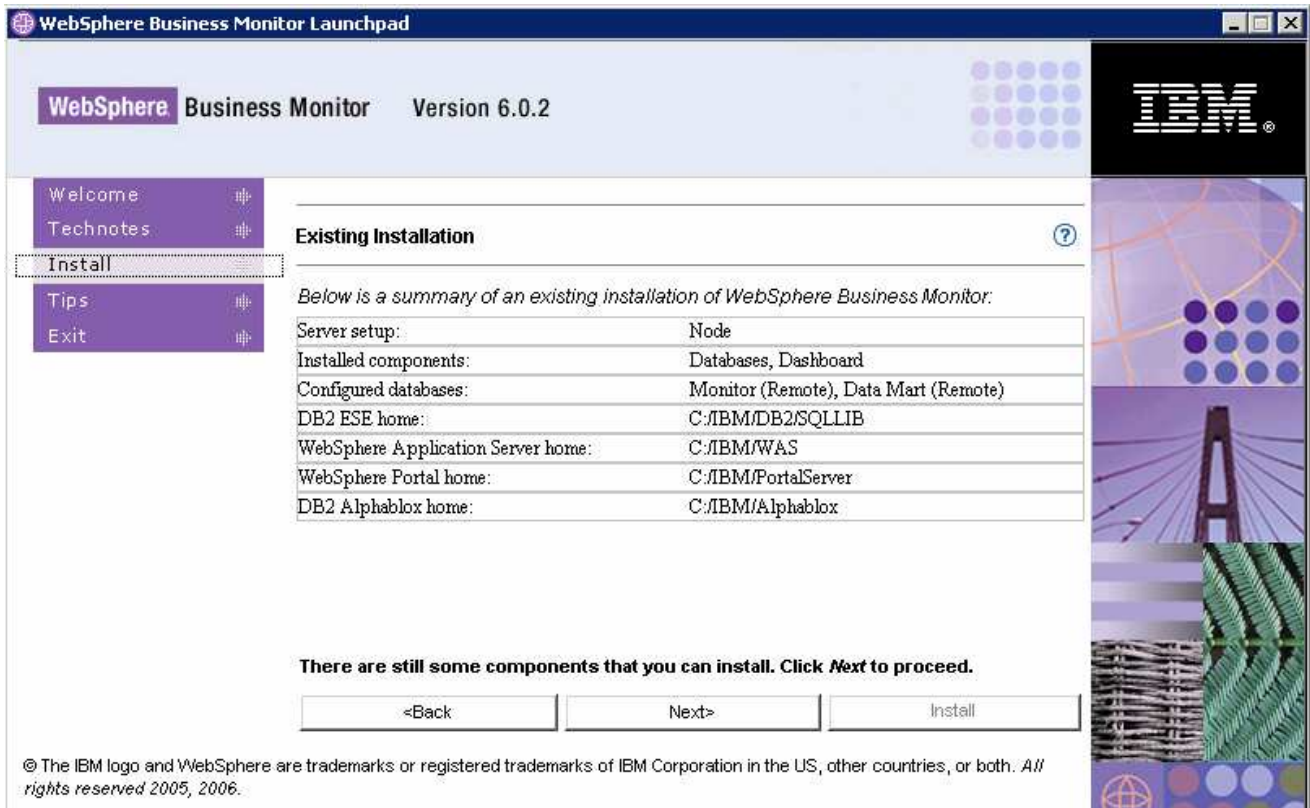 WebSphere Business Monitor Launchpad
WebSphere. Business Monitor Version 6.0.2
IBM®
Welcome
Technotes
Install
Tips
Exit
Existing Installation
?
Below is a summary of an existing installation of WebSphere Business Monitor:
Server setup: Node
Installed components: Databases, Dashboard
Configured databases: Monitor (Remote), Data Mart (Remote)
DB2 ESE home: C:/IBM/DB2/SQLLIB
WebSphere Application Server home: C:/IBM/WAS
WebSphere Portal home: C:/IBM/PortalServer
DB2 Alphablox home: C:/IBM/Alphablox
There are still some components that you can install. Click Next to proceed.
<Back Next> Install
© The IBM logo and WebSphere are trademarks or registered trademarks of IBM Corporation in the US, other countries, or both. All
rights reserved 2005, 2006.